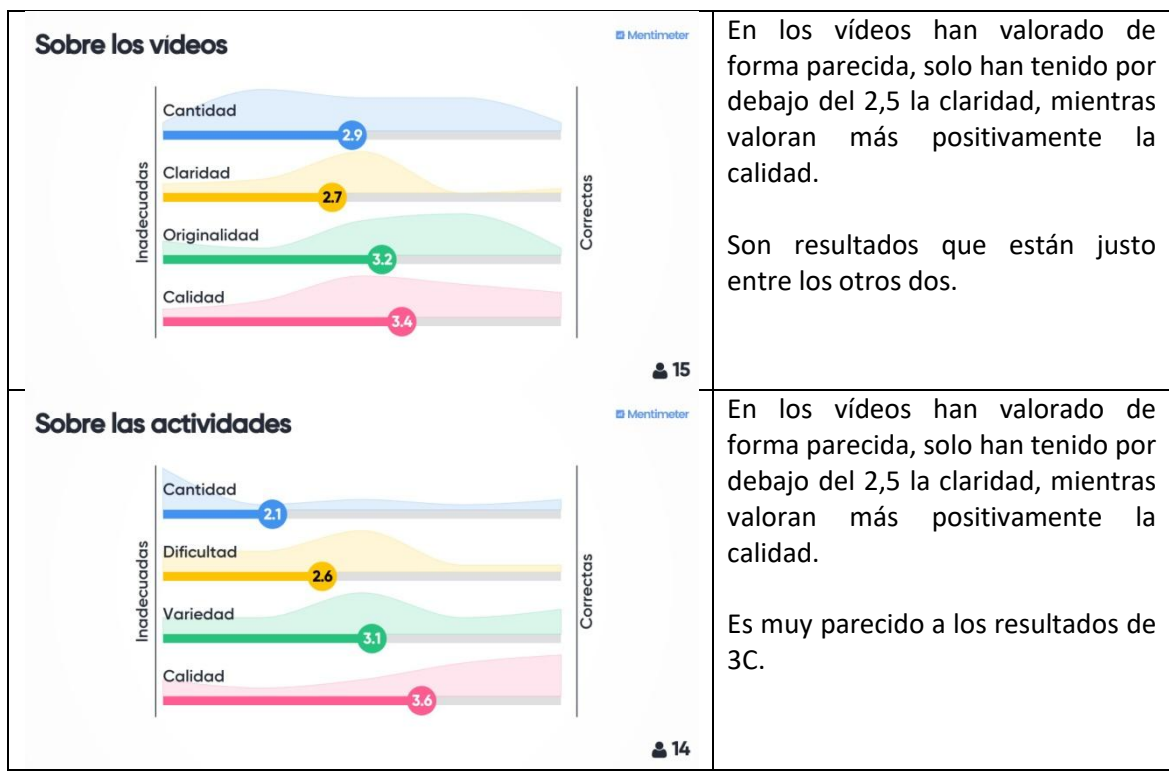 Sobre los vídeos
Mentimeter
Inadecuadas
Cantidad
2.9
Claridad
2.7
Originalidad
3.2
Calidad
3.4
Correctas
15
En los vídeos han valorado de
forma parecida, solo han tenido por
debajo del 2,5 la claridad, mientras
valoran más positivamente la
calidad.
Son resultados que están justo
entre los otros dos.
Sobre las actividades
Mentimeter
Inadecuadas
Cantidad
2.1
Dificultad
2.6
Variedad
3.1
Calidad
3.6
Correctas
14
En los vídeos han valorado de
forma parecida, solo han tenido por
debajo del 2,5 la claridad, mientras
valoran más positivamente la
calidad.
Es muy parecido a los resultados de
3C.